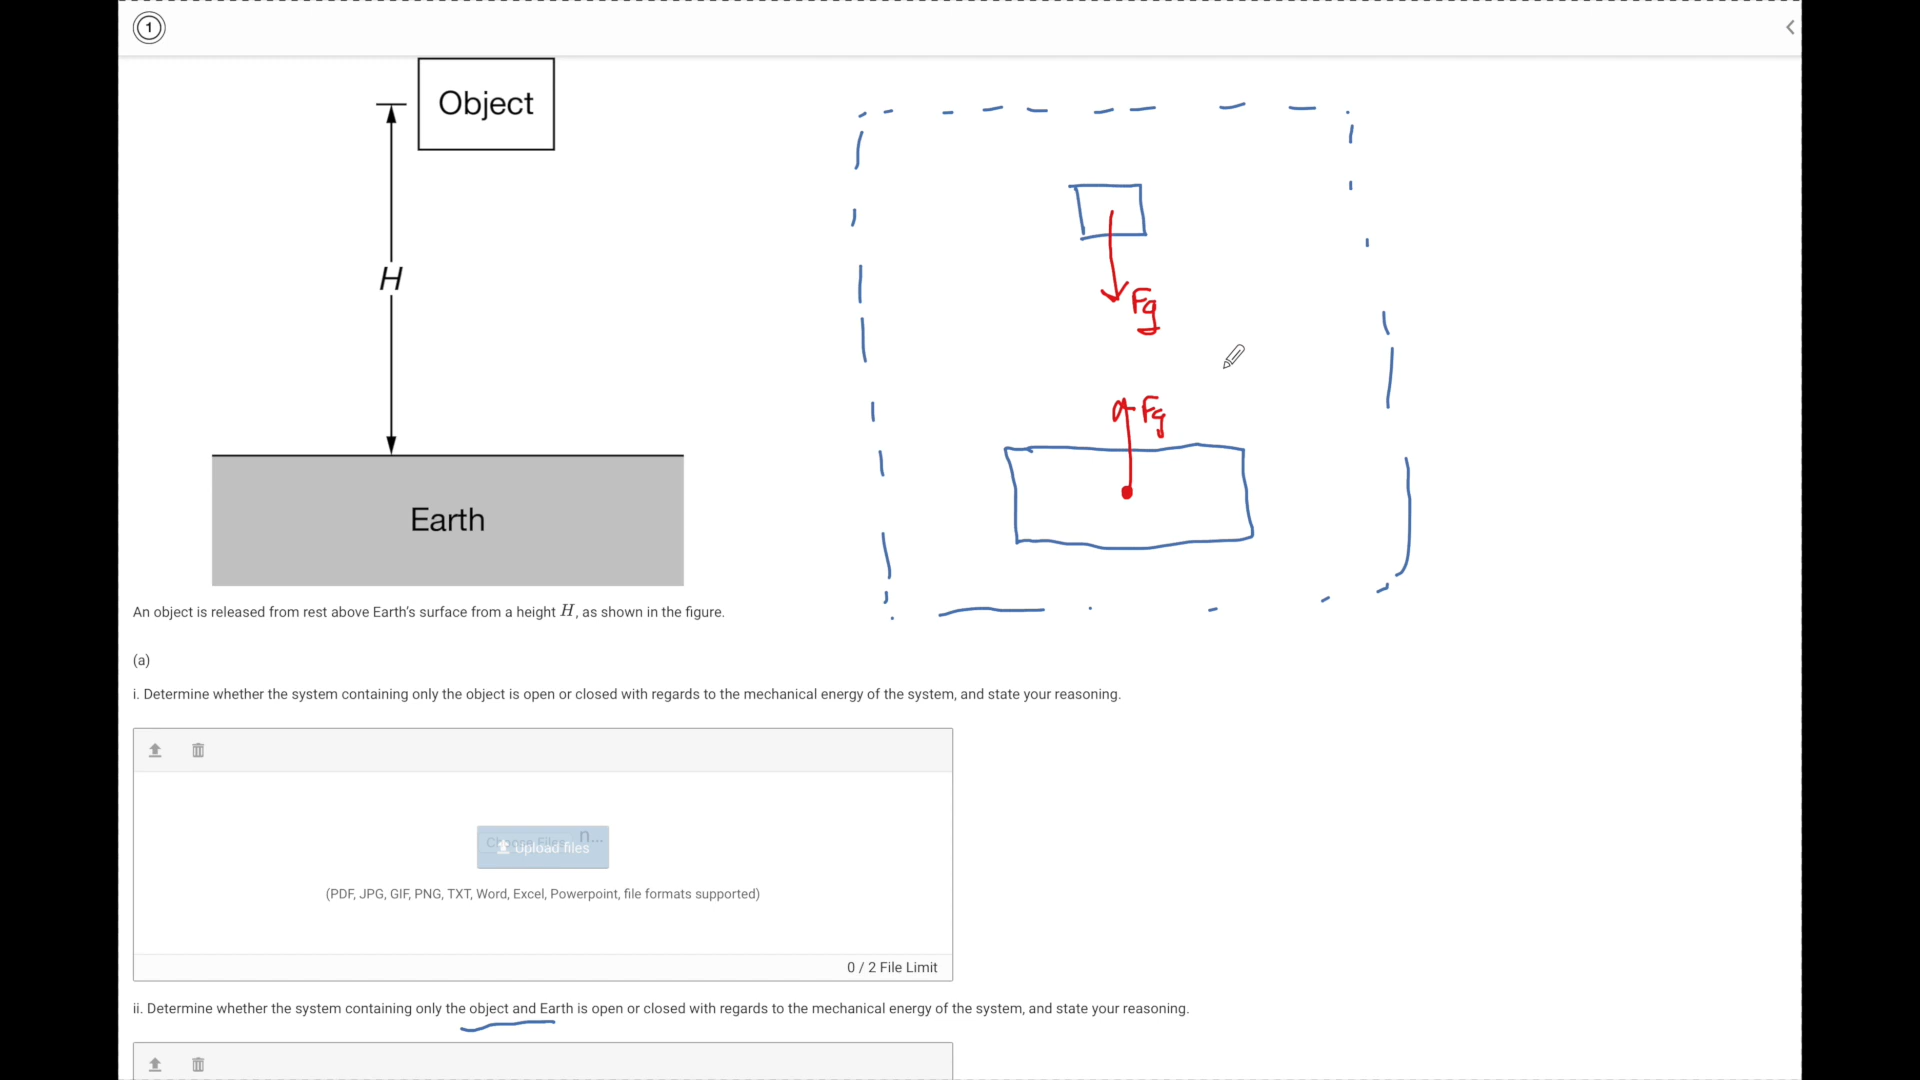 1
Object
H
Fg
Fg
Earth
An object is released from rest above Earth's surface from a height H, as shown in the figure.
(a)
i. Determine whether the system containing only the object is open or closed with regards to the mechanical energy of the system, and state your reasoning.
Choose Files n...
Upload files
(PDF, JPG, GIF, PNG, TXT, Word, Excel, Powerpoint, file formats supported)
0 / 2 File Limit
ii. Determine whether the system containing only the object and Earth is open or closed with regards to the mechanical energy of the system, and state your reasoning.